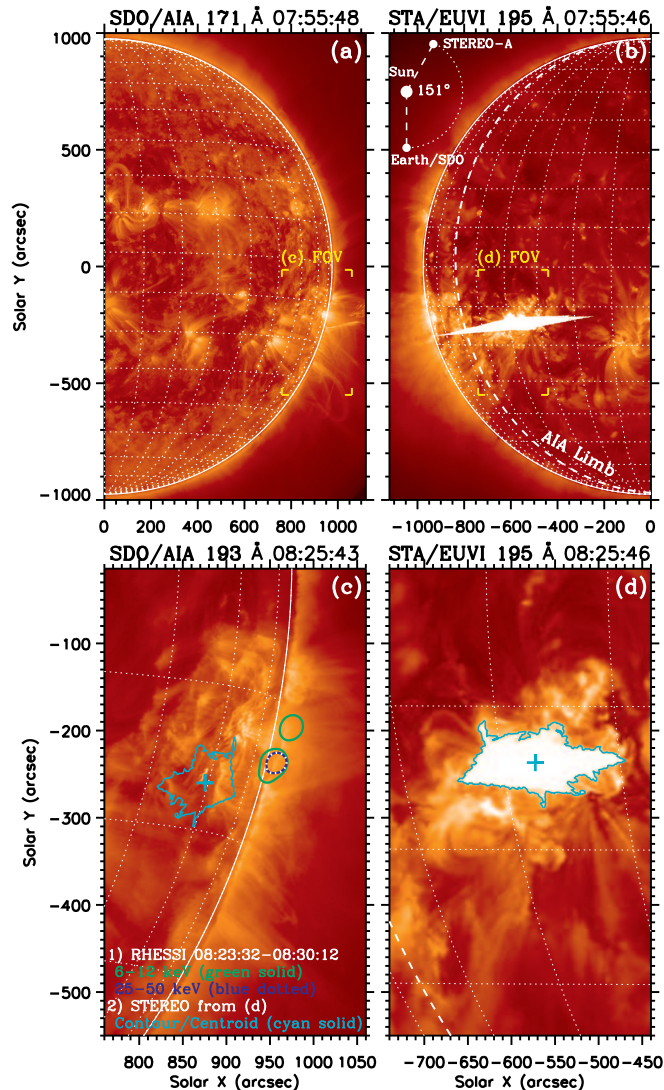 SDO/AIA 171 Å 07:55:48
STA/EUVI 195 Å 07:55:46
(a)
(b)
STEREO-A
Sun
151°
Earth/SDO
(c) FOV
(d) FOV
AIA Limb
1000
500
0
-500
-1000
Solar Y (arcsec)
0 200 400 600 800 1000
-1000 -800 -600 -400 -200 0
SDO/AIA 193 Å 08:25:43
STA/EUVI 195 Å 08:25:46
(c)
(d)
-100
-200
-300
-400
-500
Solar Y (arcsec)
1) RHESSI 08:23:32-08:30:12
6-12 keV (green solid)
25-50 keV (blue dotted)
2) STEREO from (d)
Contour/Centroid (cyan solid)
800 850 900 950 1000 1050
-700 -650 -600 -550 -500 -450
Solar X (arcsec)
Solar X (arcsec)